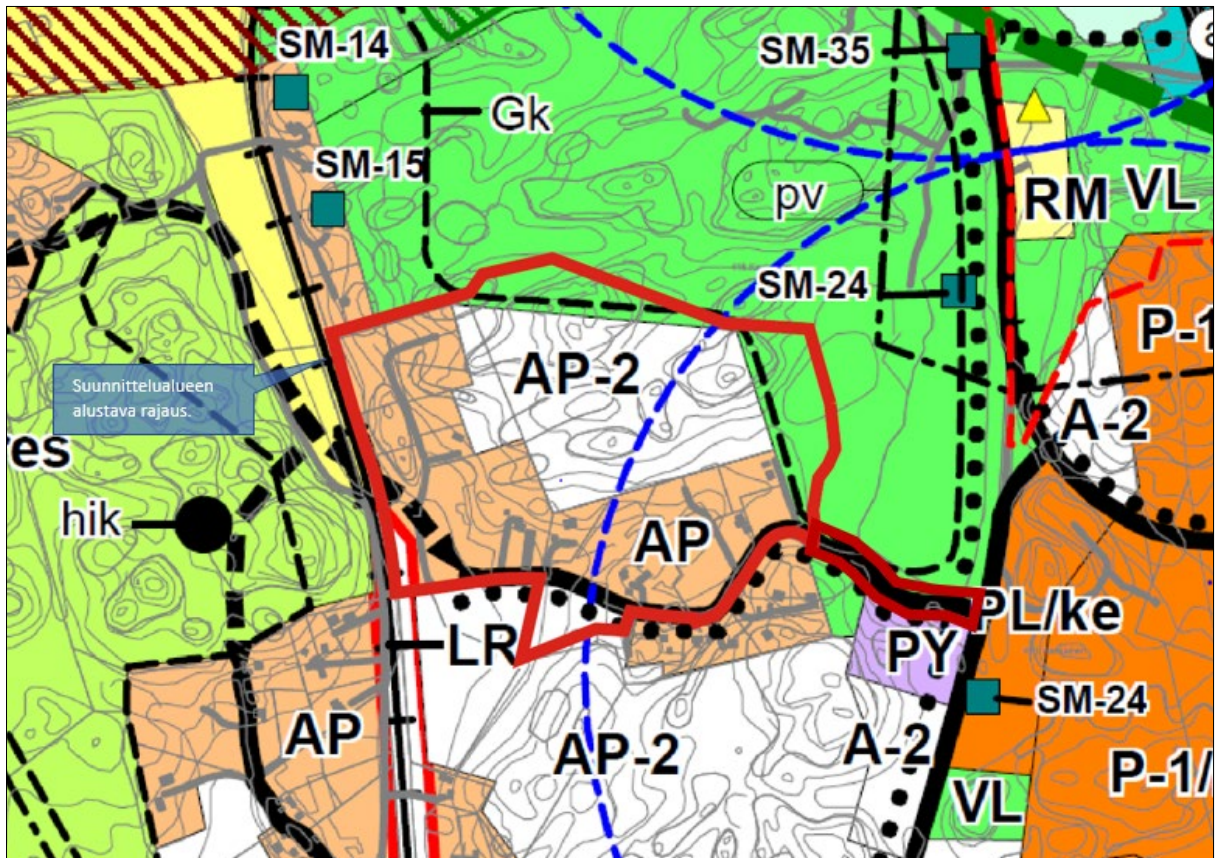 SM-14
SM-35
Gk
SM-15
pv
RM
VL
SM-24
P-1
AP-2
Suunnittelualueen
alustava rajaus.
A-2
es
hik
AP
PL/ke
LR
PY
SM-24
AP
AP-2
A-2
P-1/
VL